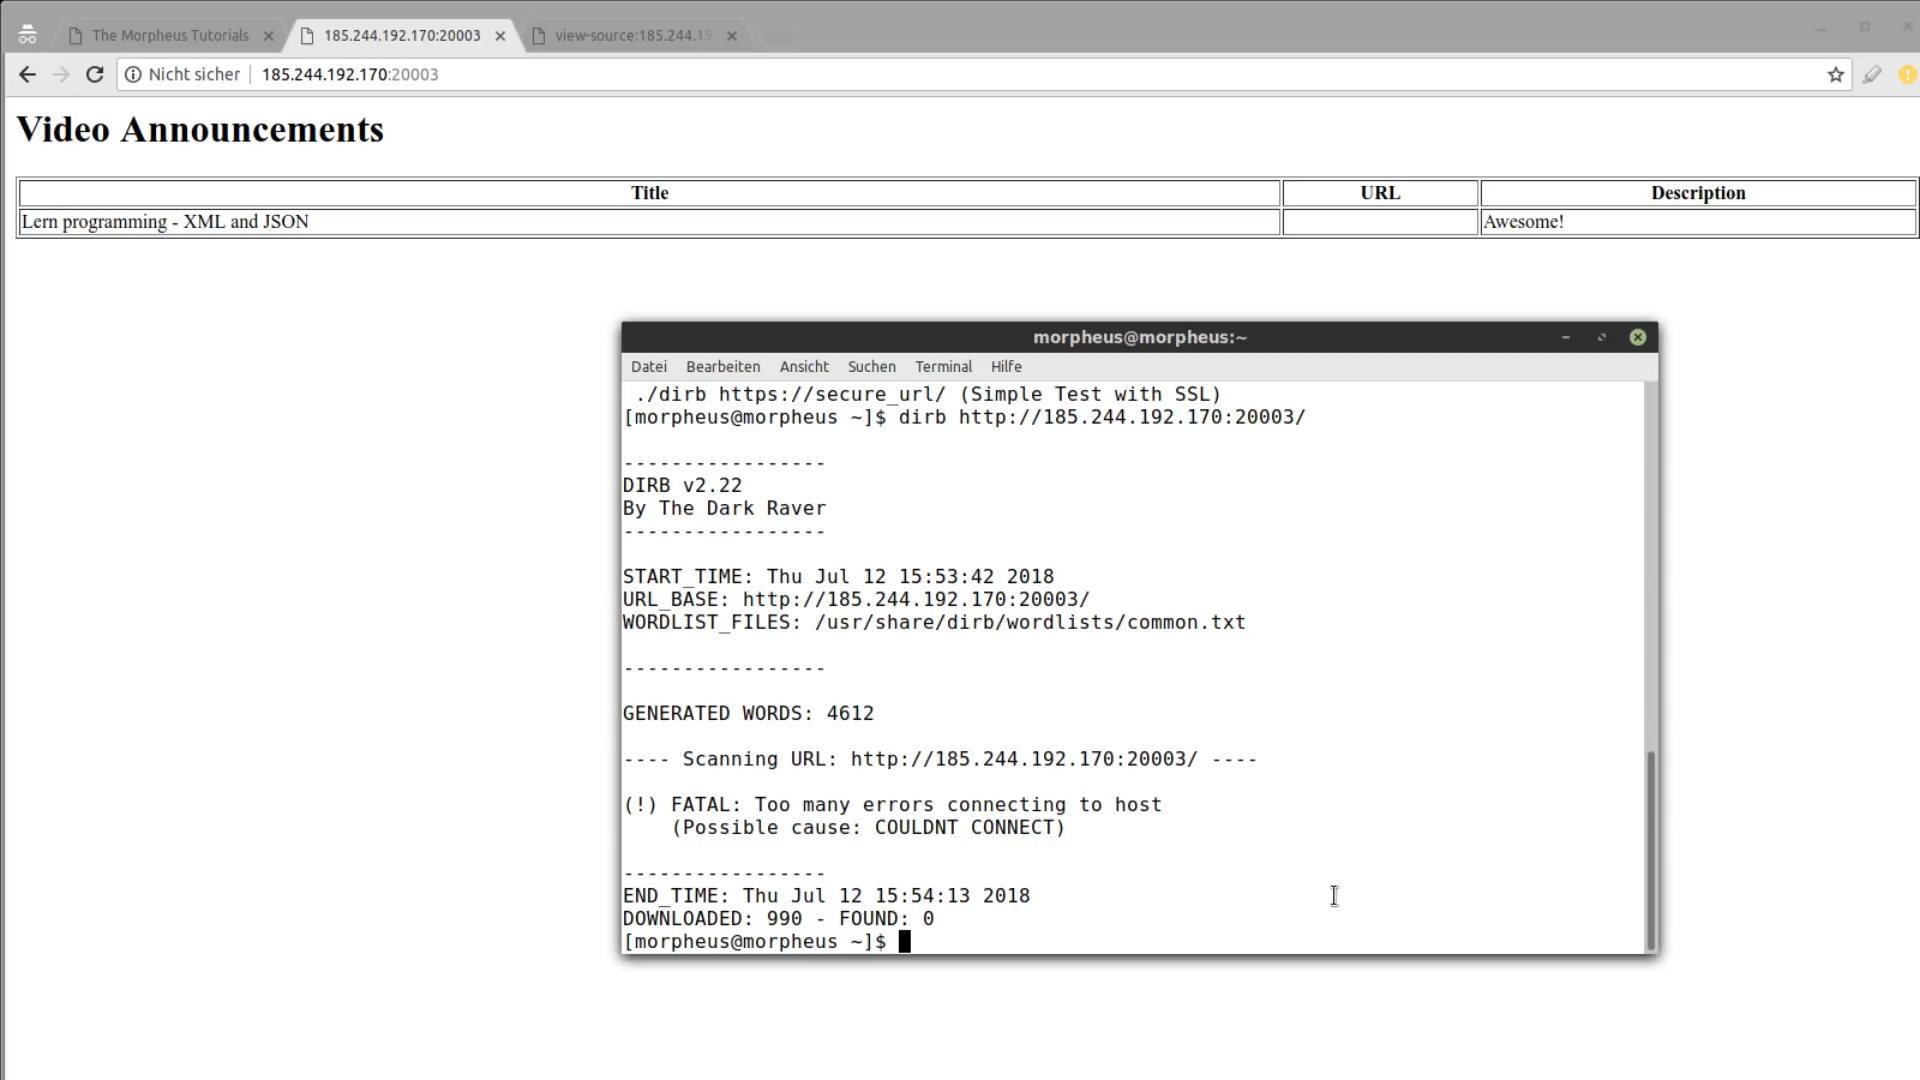 The Morpheus Tutorials
185.244.192.170:20003
view-source:185.244.19
Nicht sicher
185.244.192.170:20003
Video Announcements
Title URL Description
Lern programming - XML and JSON Awesome!
morpheus@morpheus:~
Datei Bearbeiten Ansicht Suchen Terminal Hilfe
./dirb https://secure_url/ (Simple Test with SSL)
[morpheus@morpheus ~]$ dirb http://185.244.192.170:20003/
-----------------
DIRB v2.22
By The Dark Raver
-----------------
START_TIME: Thu Jul 12 15:53:42 2018
URL_BASE: http://185.244.192.170:20003/
WORDLIST_FILES: /usr/share/dirb/wordlists/common.txt
-----------------
GENERATED WORDS: 4612
---- Scanning URL: http://185.244.192.170:20003/ ----
(!) FATAL: Too many errors connecting to host
(Possible cause: COULDNT CONNECT)
-----------------
END_TIME: Thu Jul 12 15:54:13 2018
DOWNLOADED: 990 - FOUND: 0
[morpheus@morpheus ~]$